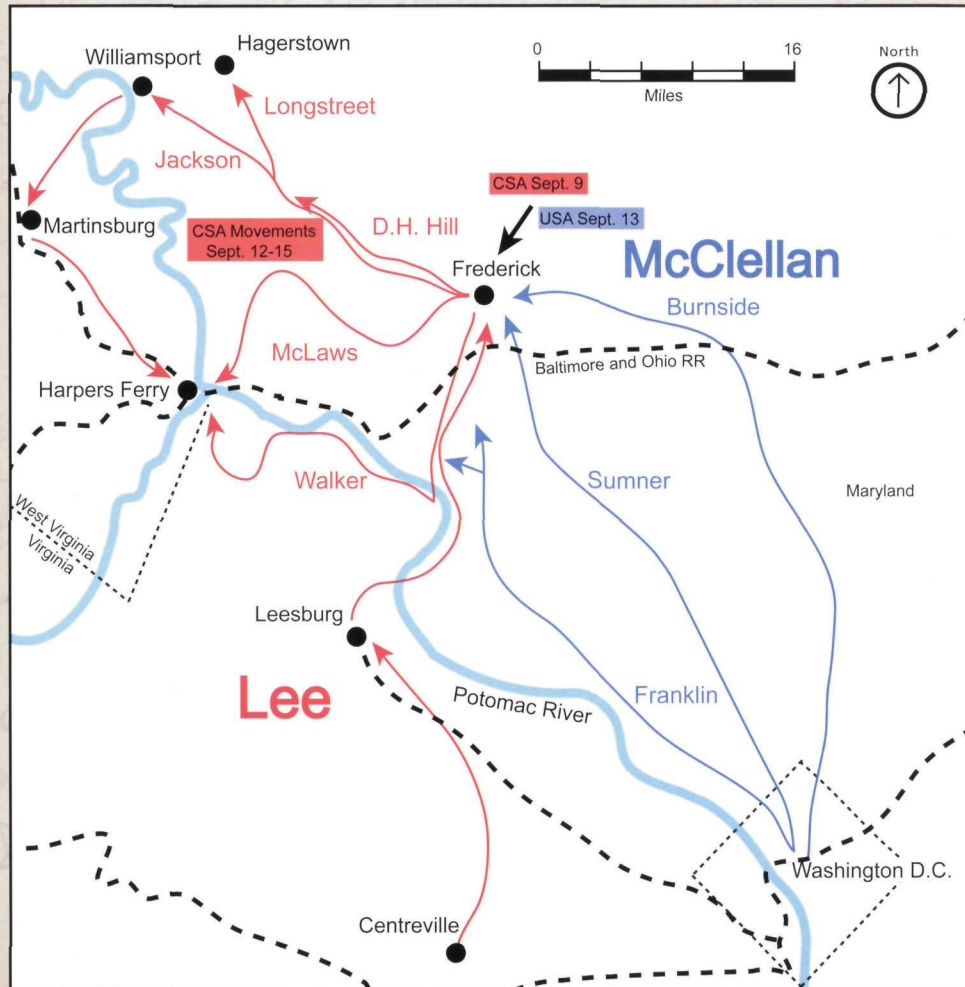 Hagerstown
Williamsport
0
16
Miles
North
Longstreet
Jackson
CSA Sept. 9
USA Sept. 13
Martinsburg
CSA Movements
Sept. 12-15
D.H. Hill
McClellan
Frederick
Burnside
McLaws
Baltimore and Ohio RR
Harpers Ferry
Walker
Sumner
Maryland
West Virginia
Virginia
Leesburg
Lee
Potomac River
Franklin
Washington D.C.
Centreville